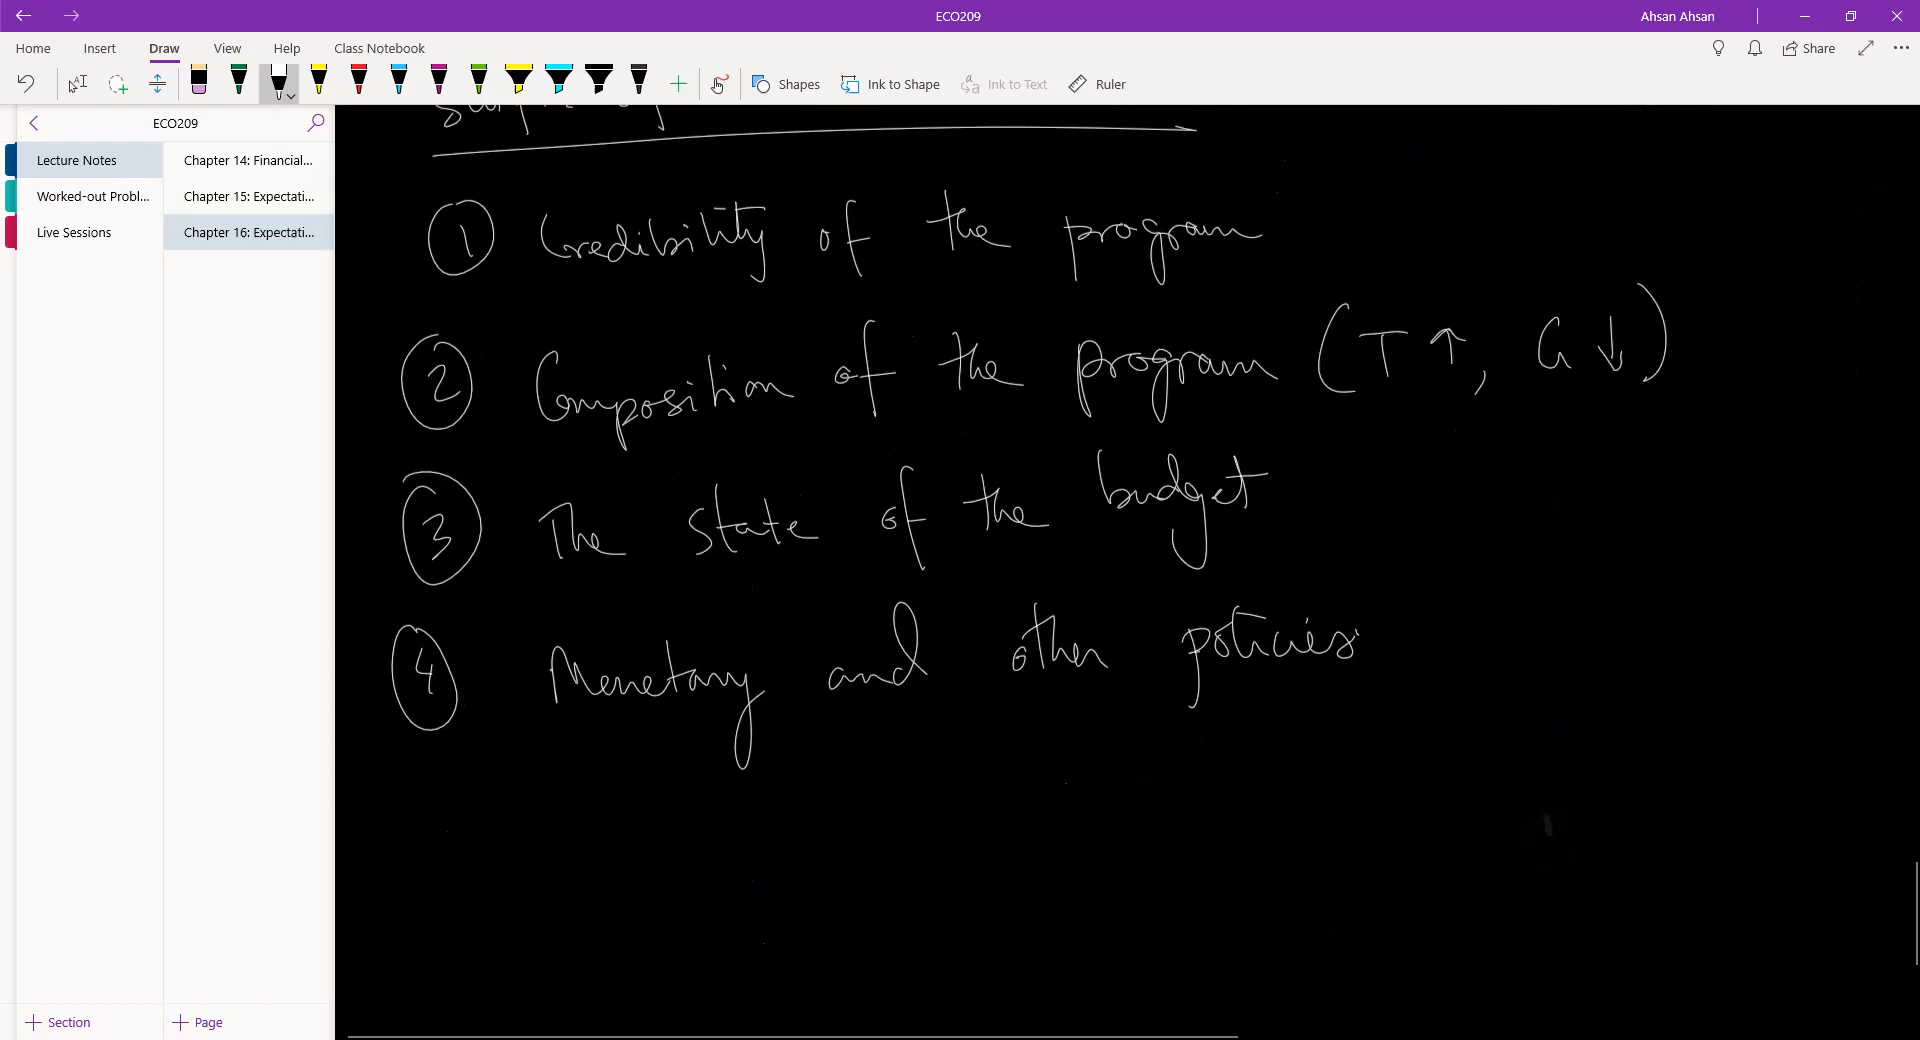 ECO209
Ahsan Ahsan
Home Insert Draw View Help Class Notebook
Share
Shapes Ink to Shape Ink to Text Ruler
ECO209
Lecture Notes
Worked-out Probl...
Live Sessions
Chapter 14: Financial...
Chapter 15: Expectati...
Chapter 16: Expectati...
① Credibility of the program
② Composition of the program (T ↑, G ↓)
③ The state of the budget
④ Monetary and other policies
+ Section
+ Page